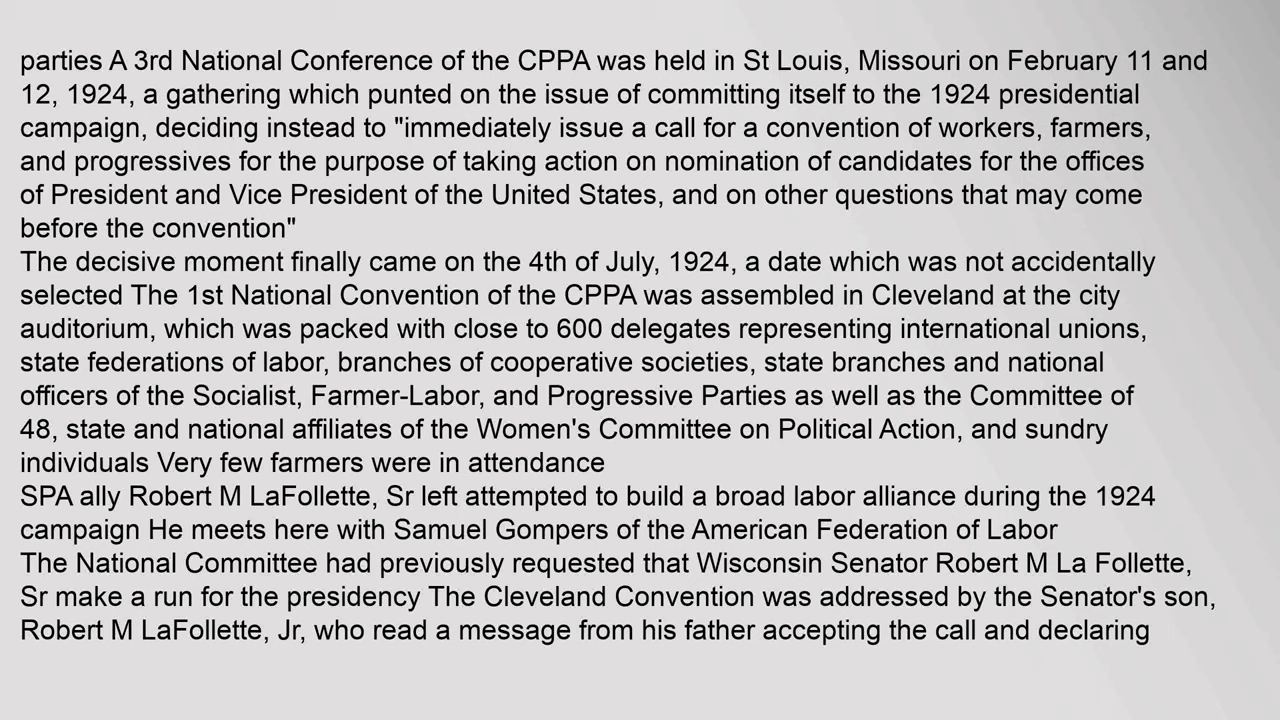 parties A 3rd National Conference of the CPPA was held in St Louis, Missouri on February 11 and
12, 1924, a gathering which punted on the issue of committing itself to the 1924 presidential
campaign, deciding instead to "immediately issue a call for a convention of workers, farmers,
and progressives for the purpose of taking action on nomination of candidates for the offices
of President and Vice President of the United States, and on other questions that may come
before the convention"
The decisive moment finally came on the 4th of July, 1924, a date which was not accidentally
selected The 1st National Convention of the CPPA was assembled in Cleveland at the city
auditorium, which was packed with close to 600 delegates representing international unions,
state federations of labor, branches of cooperative societies, state branches and national
officers of the Socialist, Farmer-Labor, and Progressive Parties as well as the Committee of
48, state and national affiliates of the Women's Committee on Political Action, and sundry
individuals Very few farmers were in attendance
SPA ally Robert M LaFollette, Sr left attempted to build a broad labor alliance during the 1924
campaign He meets here with Samuel Gompers of the American Federation of Labor
The National Committee had previously requested that Wisconsin Senator Robert M La Follette,
Sr make a run for the presidency The Cleveland Convention was addressed by the Senator's son,
Robert M LaFollette, Jr, who read a message from his father accepting the call and declaring